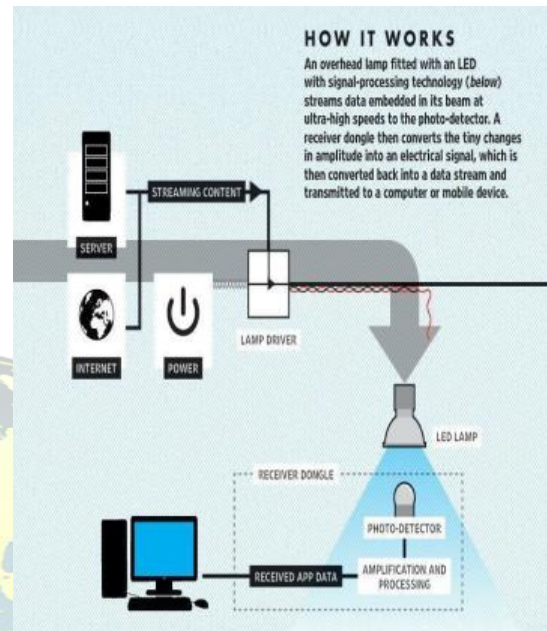 HOW IT WORKS
An overhead lamp fitted with an LED
with signal-processing technology (below)
streams data embedded in its beam at
ultra-high speeds to the photo-detector. A
receiver dongle then converts the tiny changes
in amplitude into an electrical signal, which is
then converted back into a data stream and
transmitted to a computer or mobile device.
STREAMING CONTENT
SERVER
INTERNET
POWER
LAMP DRIVER
LED LAMP
RECEIVER DONGLE
PHOTO-DETECTOR
RECEIVED APP DATA
AMPLIFICATION AND
PROCESSING